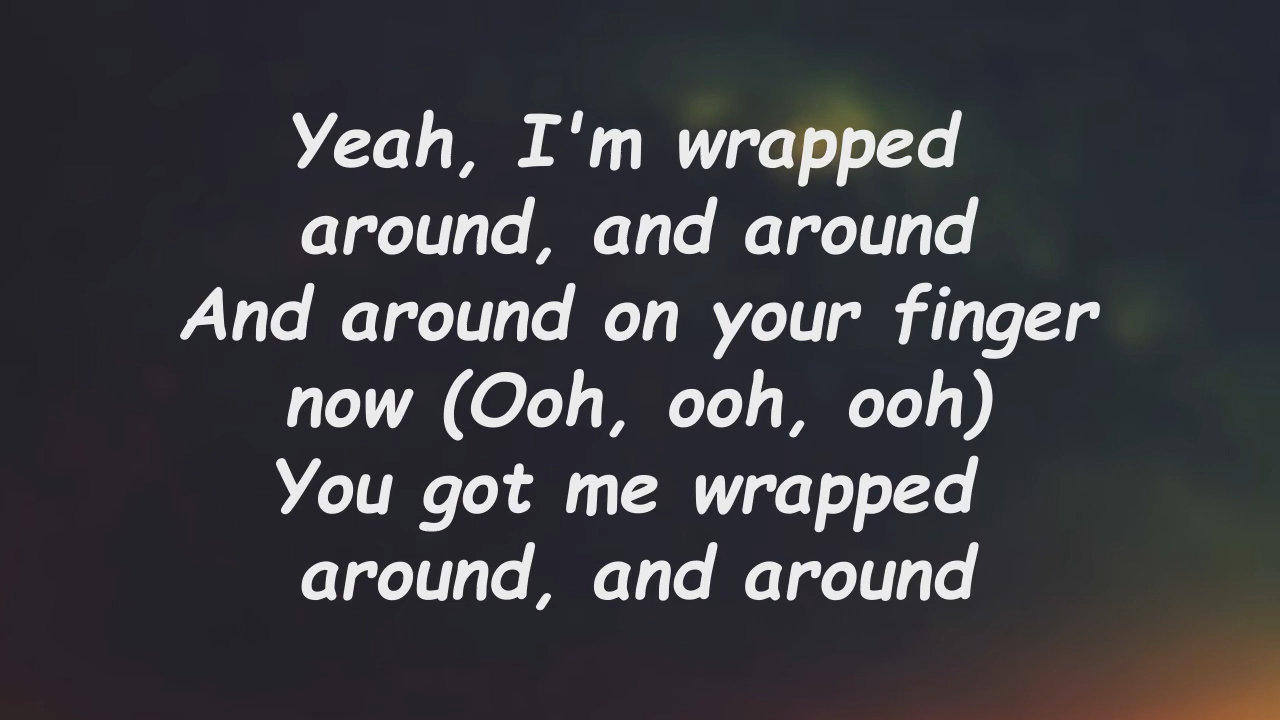 Yeah, I'm wrapped
around, and around
And around on your finger
now (Ooh, ooh, ooh)
You got me wrapped
around, and around